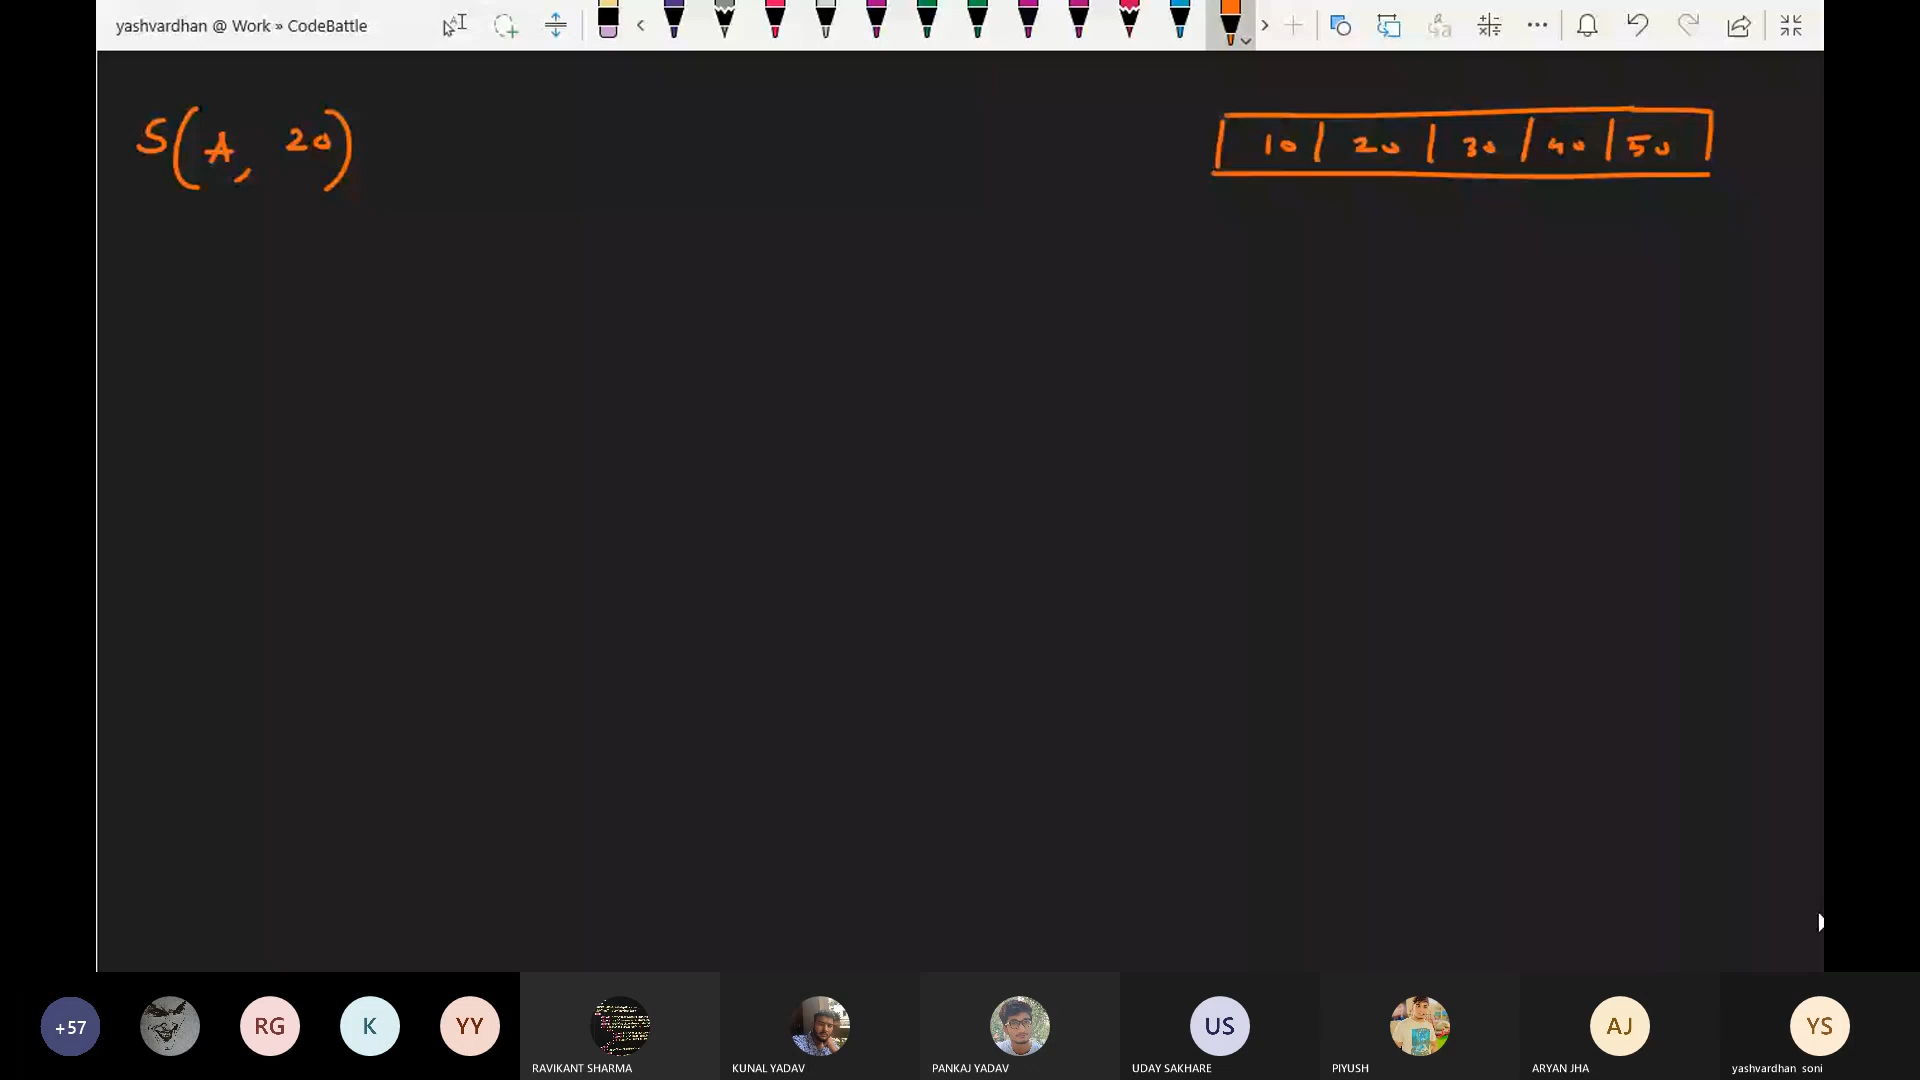 yashvardhan @ Work » CodeBattle
S(A, 20)
10 | 20 | 30 | 40 | 50
+57
RG
K
YY
US
AJ
YS
RAVIKANT SHARMA
KUNAL YADAV
PANKAJ YADAV
UDAY SAKHARE
PIYUSH
ARYAN JHA
yashvardhan soni